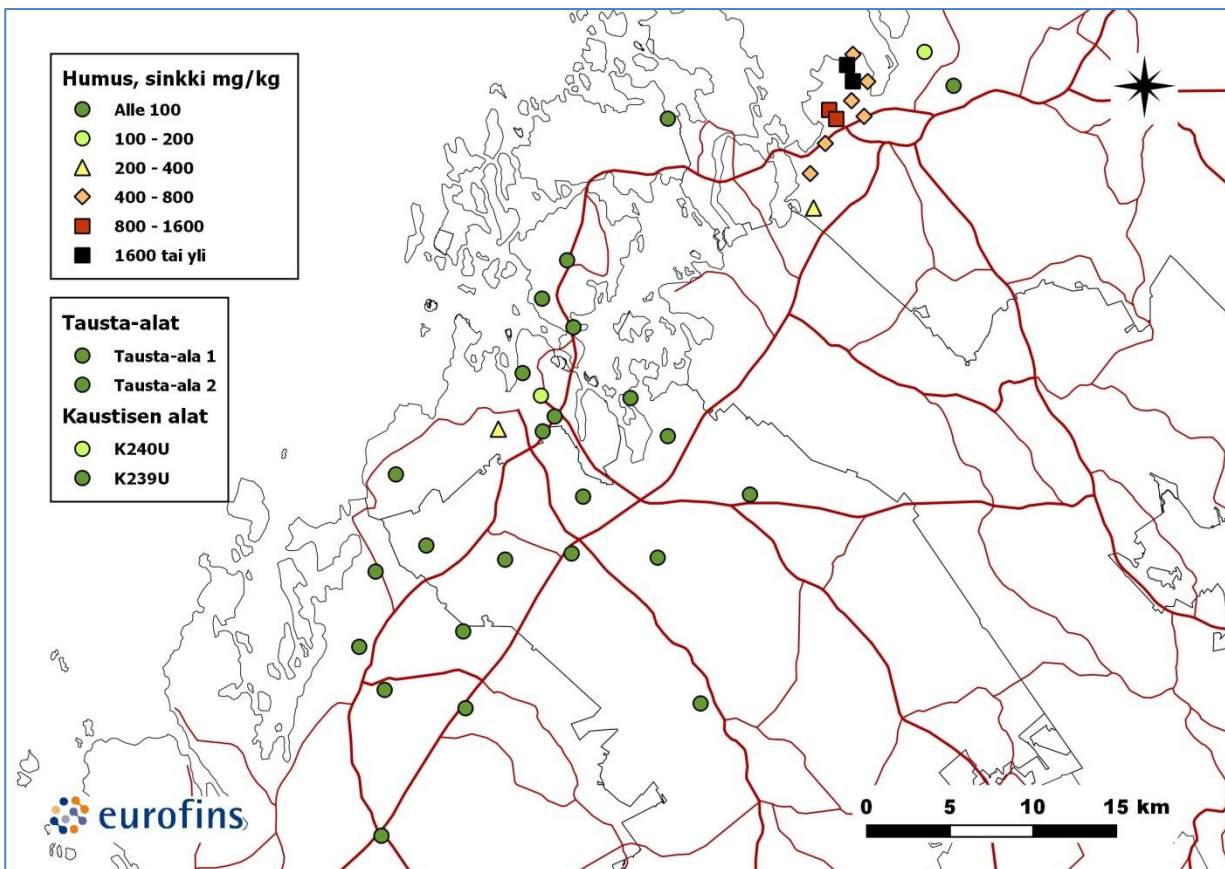 Humus, sinkki mg/kg
Alle 100
100 - 200
200 - 400
400 - 800
800 - 1600
1600 tai yli
Tausta-alat
Tausta-ala 1
Tausta-ala 2
Kaustisen alat
K240U
K239U
eurofins
0 5 10 15 km